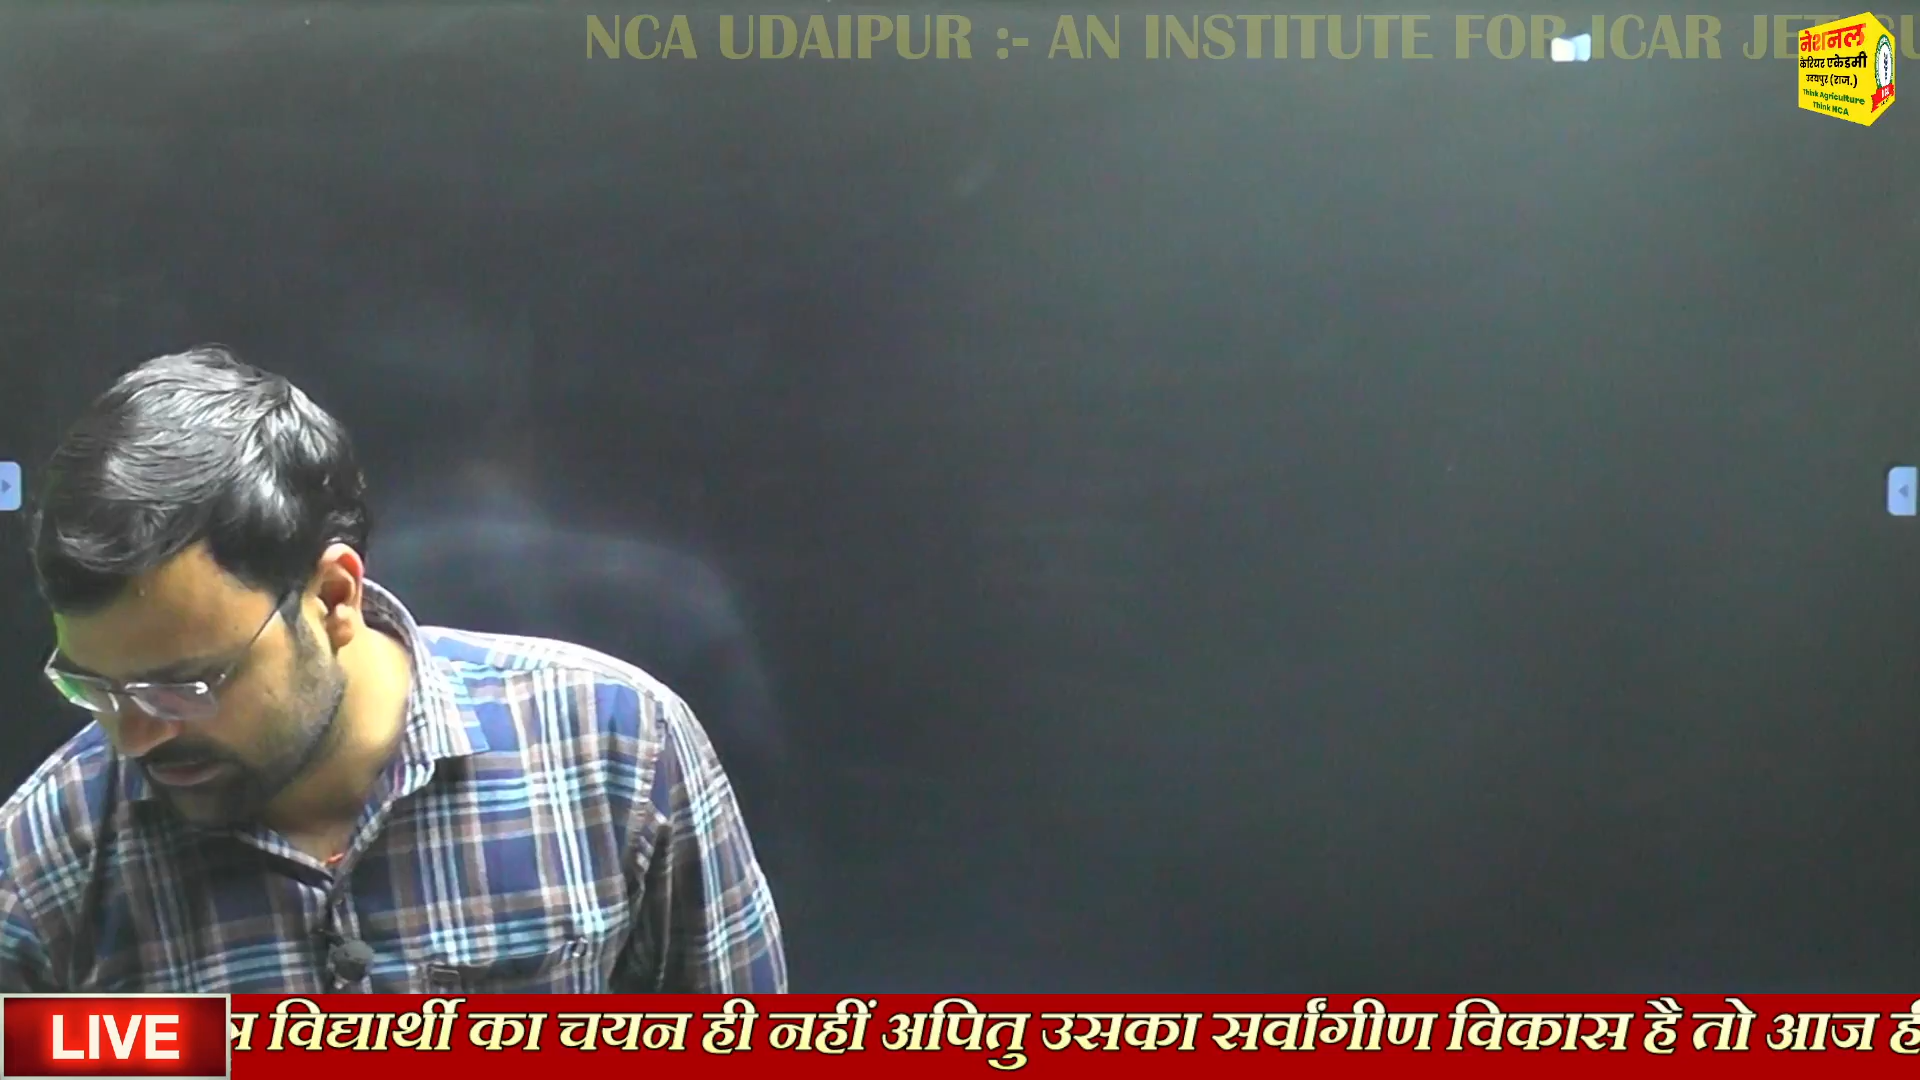 NCA UDAIPUR :- AN INSTITUTE FOR ICAR JET
नेशनल
कैरियर एकेडमी
उदयपुर (राज.)
Think Agriculture
Think NCA
LIVE
विद्यार्थी का चयन ही नहीं अपितु उसका सर्वांगीण विकास है तो आज ही